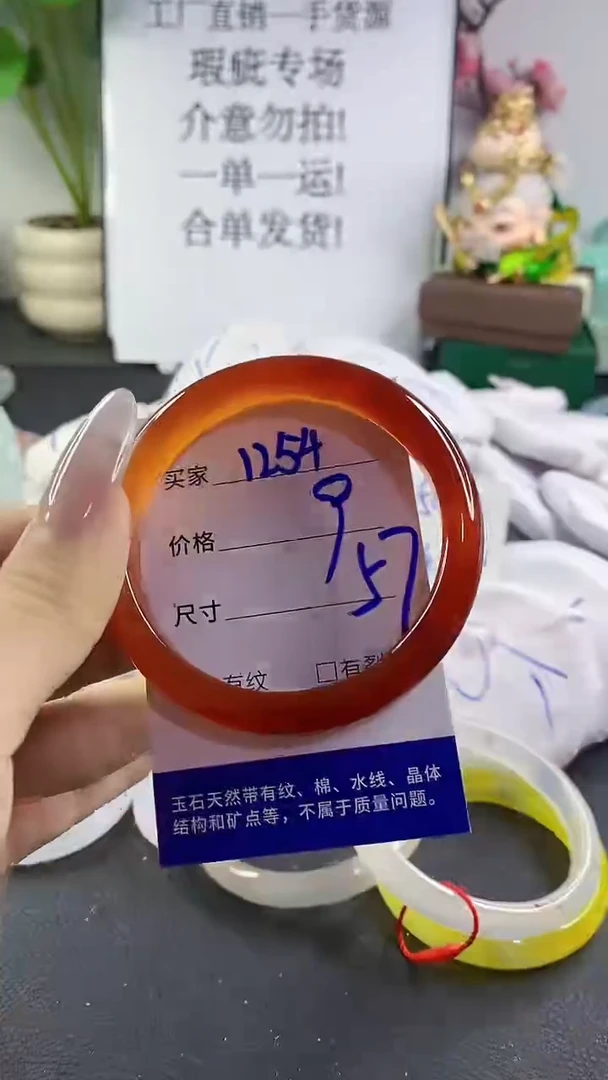 工厂直销一手货源
瑕疵专场
介意勿拍!
一单一运!
合单发货!
买家 1254
价格 9
尺寸 57
有纹 □有裂
玉石天然带有纹、棉、水线、晶体
结构和矿点等，不属于质量问题。